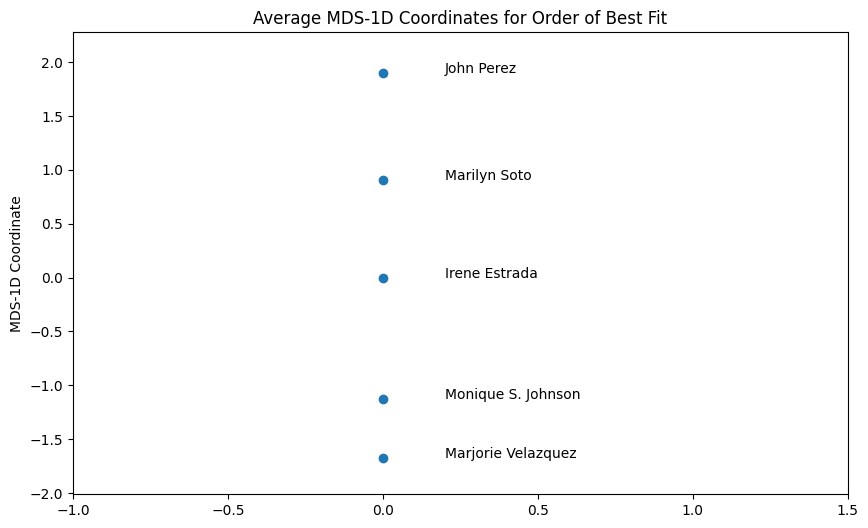 Average MDS-1D Coordinates for Order of Best Fit
MDS-1D Coordinate
2.0
1.5
1.0
0.5
0.0
−0.5
−1.0
−1.5
−2.0
John Perez
Marilyn Soto
Irene Estrada
Monique S. Johnson
Marjorie Velazquez
−1.0 −0.5 0.0 0.5 1.0 1.5